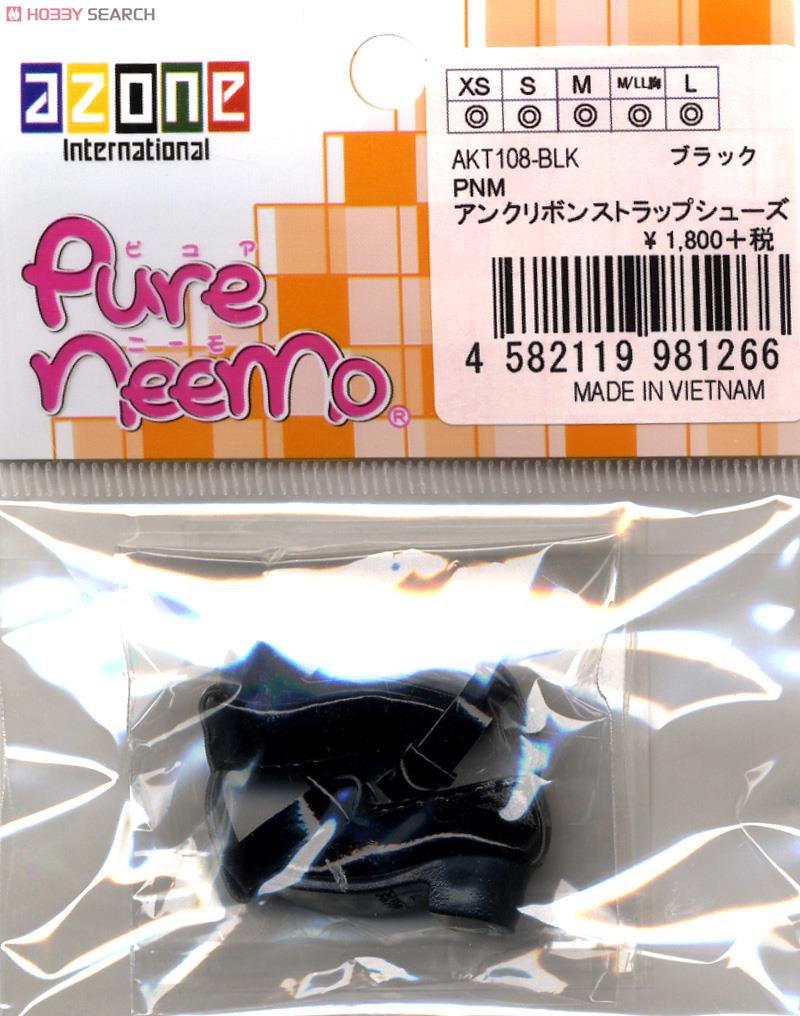 HOBBY SEARCH
azone
International
ピュア
Pure
ニーモ
neemo®
XS S M M/LL胸 L
◎ ◎ ◎ ◎ ◎
AKT108-BLK ブラック
PNM
アンクリボンストラップシューズ
¥ 1,800+税
4 582119 981266
MADE IN VIETNAM